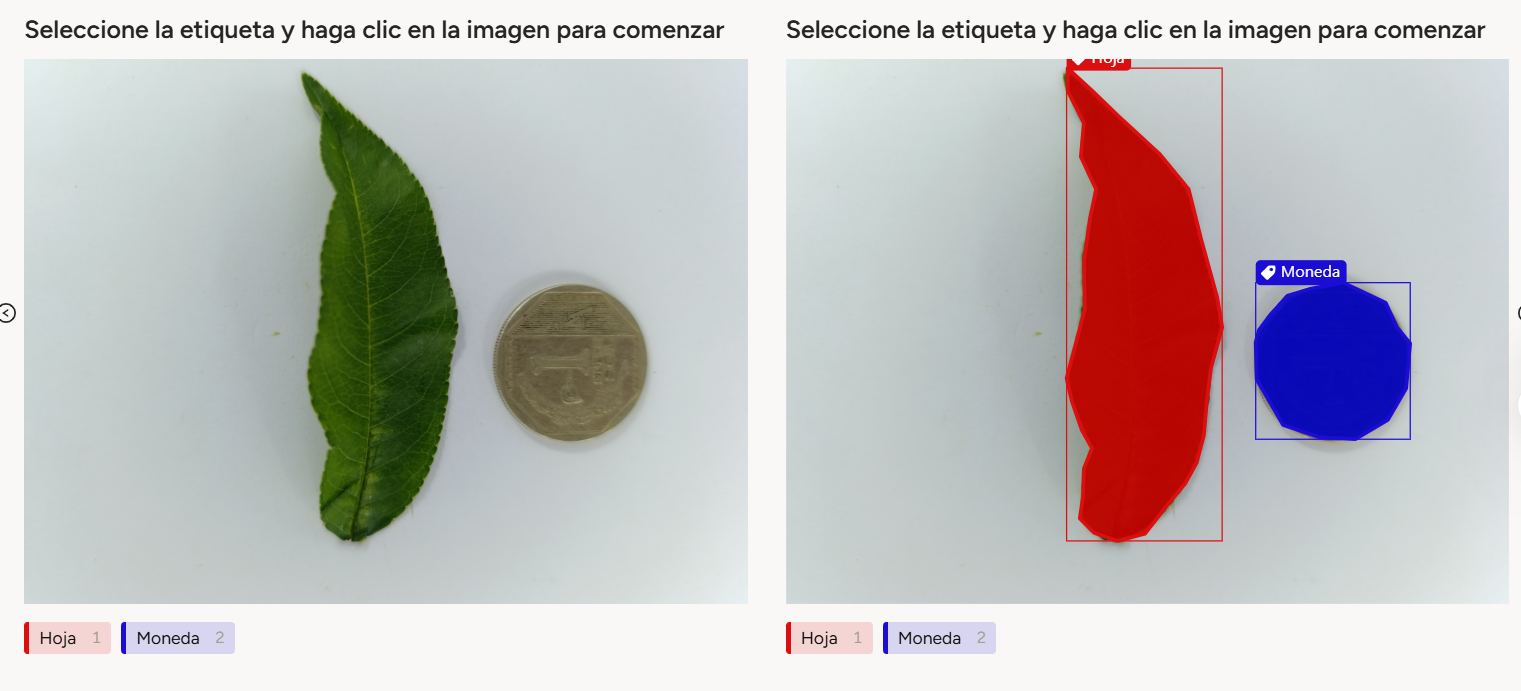 Seleccione la etiqueta y haga clic en la imagen para comenzar
Hoja 1
Moneda 2
Seleccione la etiqueta y haga clic en la imagen para comenzar
Hoja
Moneda
Hoja 1
Moneda 2